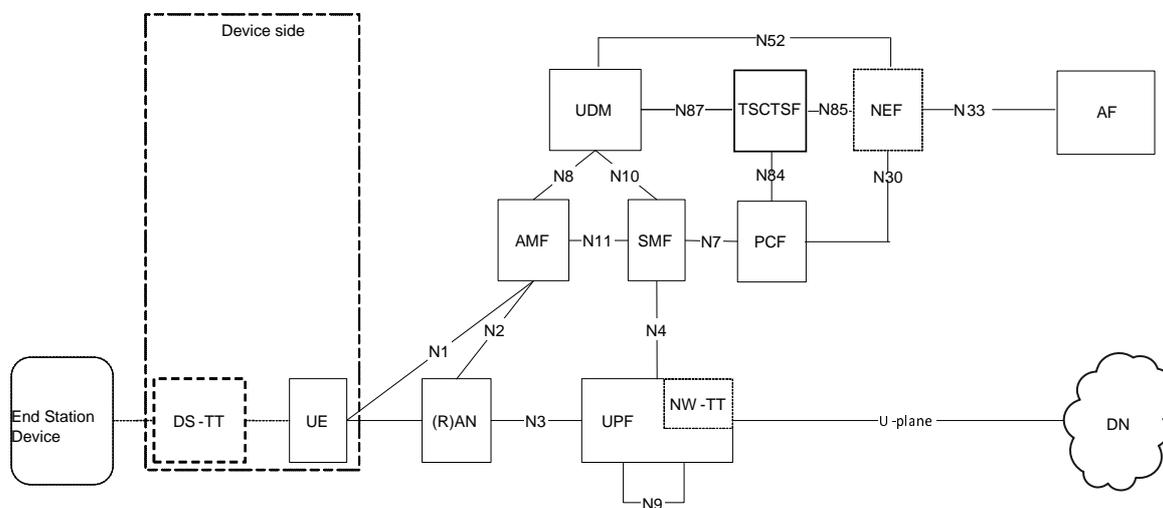 Device side
N52
UDM
N87
TSCTSF
N85
NEF
N33
AF
N8
N10
N84
N30
AMF
N11
SMF
N7
PCF
N1
N2
N4
End Station
Device
DS -TT
UE
(R)AN
N3
UPF
NW -TT
U -plane
DN
N9